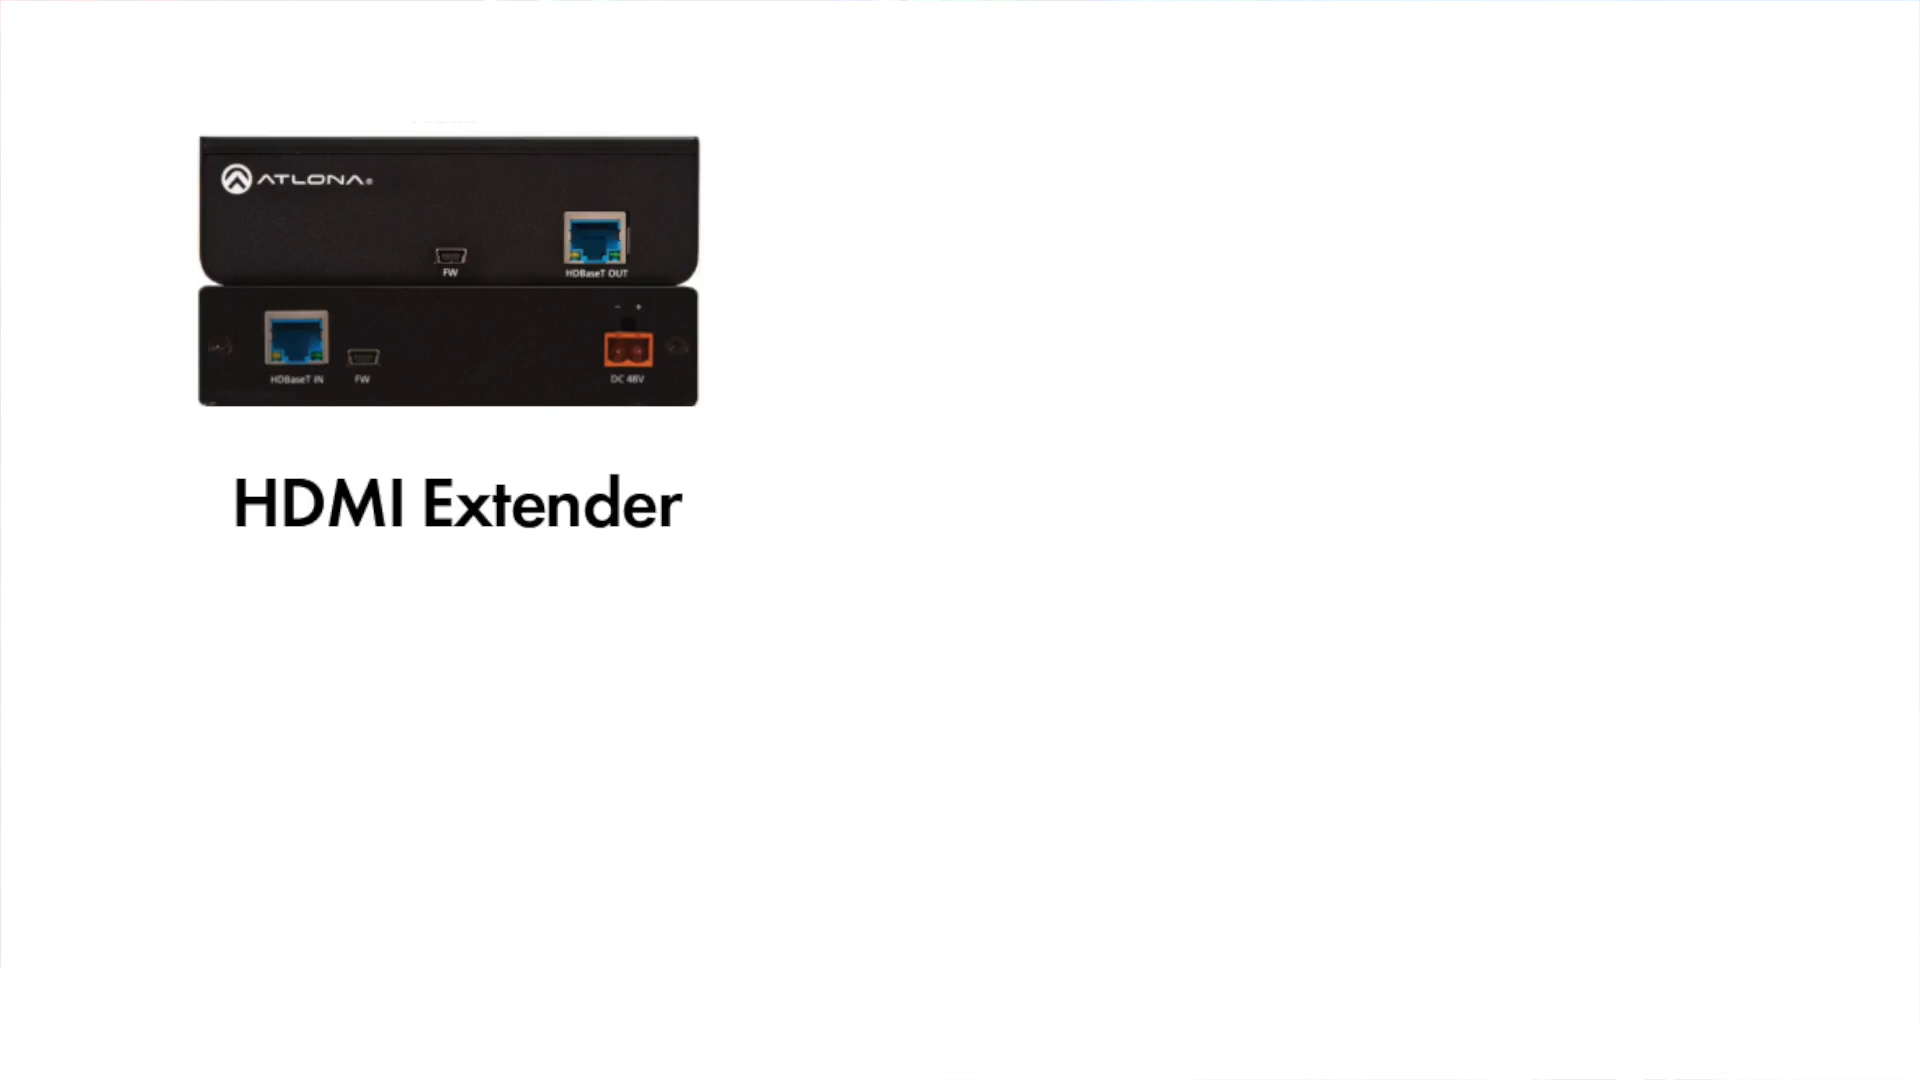 ATLONA®
FW
HDBaseT OUT
- +
HDBaseT IN FW DC 48V
HDMI Extender